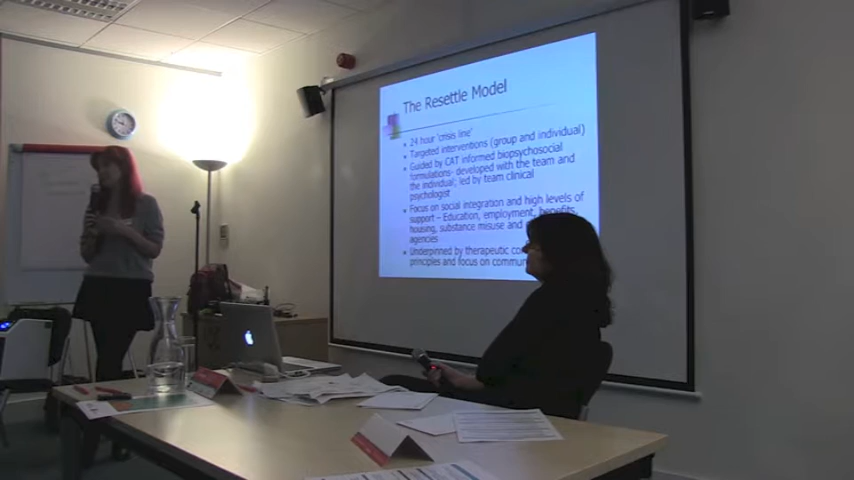 The Resettle Model
24 hour 'crisis line'
Targeted interventions (group and individual)
Guided by CAT informed biopsychosocial
formulations- developed with the team and
the individual; led by team clinical
psychologist
Focus on social integration and high levels of
support – Education, employment, benefits,
housing, substance misuse and
agencies
Underpinned by therapeutic
principles and focus on